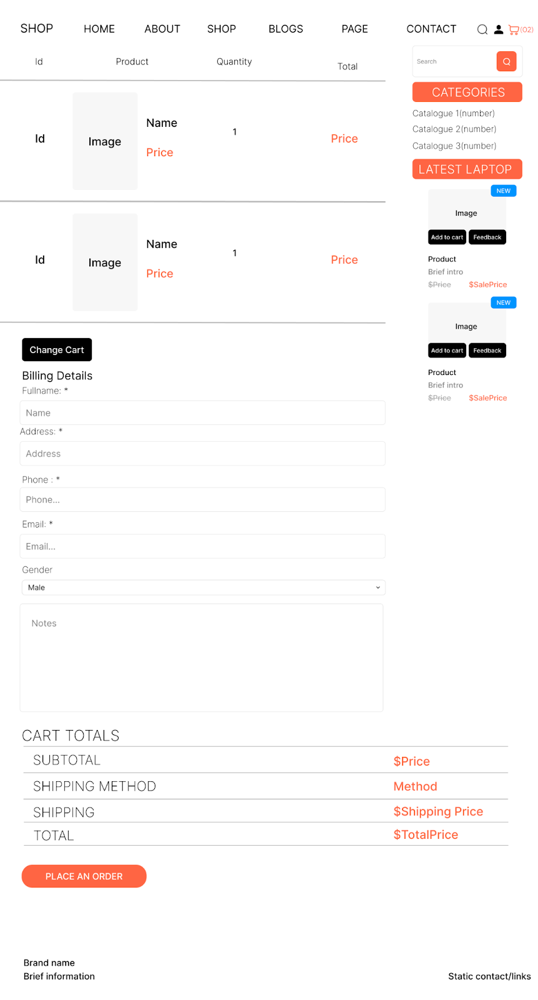 SHOP HOME ABOUT SHOP BLOGS PAGE CONTACT (02)
Id Product Quantity Total
Id Image Name 1 Price
Price
Id Image Name 1 Price
Price
Search
CATEGORIES
Catalogue 1(number)
Catalogue 2(number)
Catalogue 3(number)
LATEST LAPTOP
NEW
Image
Add to cart Feedback
Product
Brief intro
$Price $SalePrice
NEW
Image
Add to cart Feedback
Product
Brief intro
$Price $SalePrice
Change Cart
Billing Details
Fullname: *
Name
Address: *
Address
Phone : *
Phone...
Email: *
Email...
Gender
Male
Notes
CART TOTALS
SUBTOTAL $Price
SHIPPING METHOD Method
SHIPPING $Shipping Price
TOTAL $TotalPrice
PLACE AN ORDER
Brand name
Brief information Static contact/links